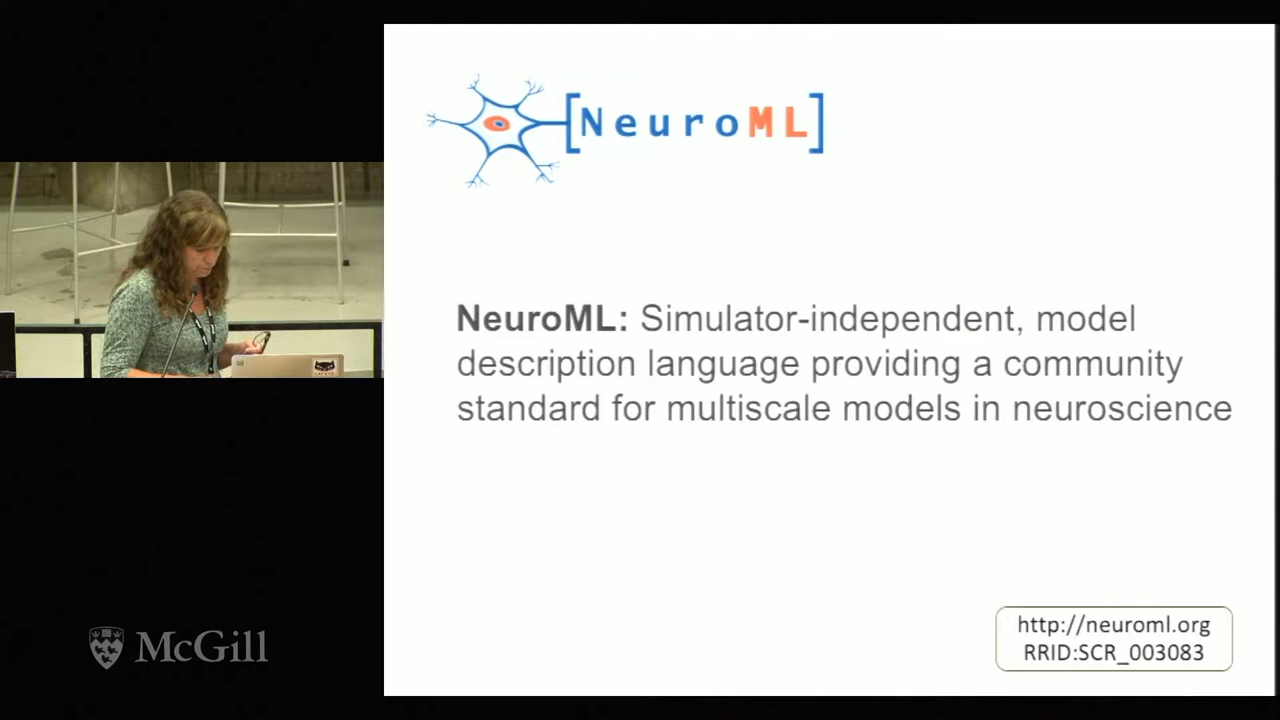 [NeuroML]
NeuroML: Simulator-independent, model
description language providing a community
standard for multiscale models in neuroscience
http://neuroml.org
RRID:SCR_003083
McGill